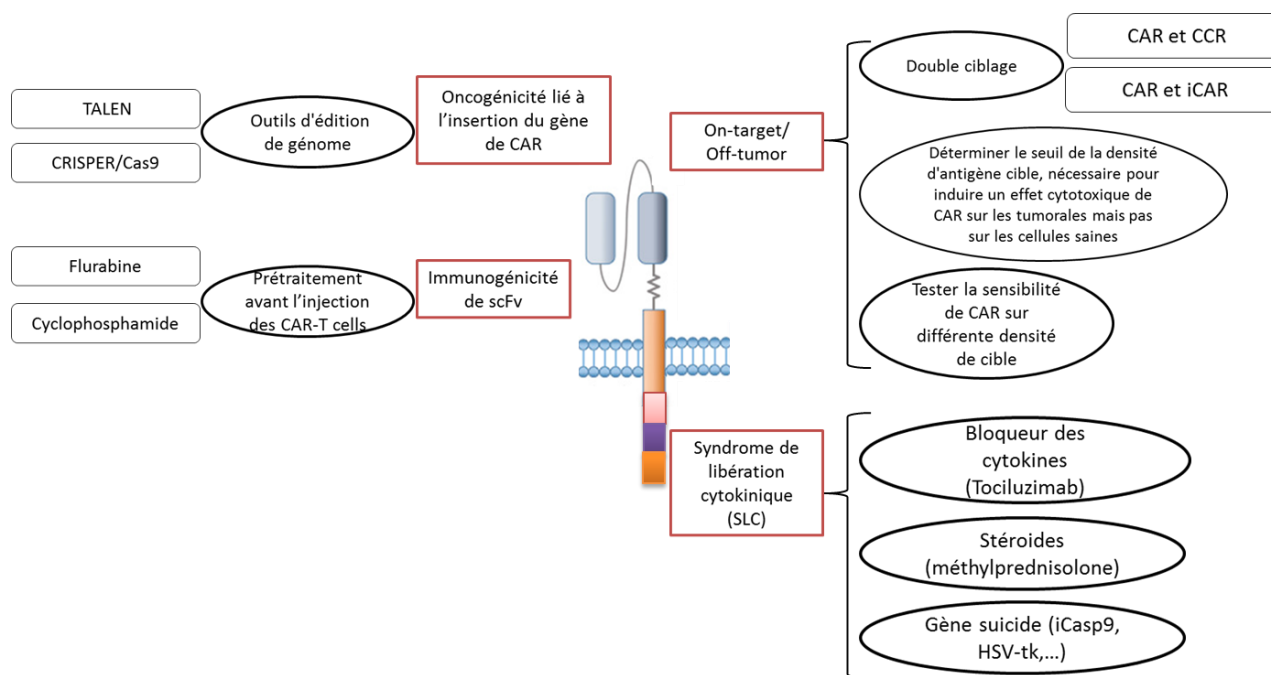 TALEN
CRISPER/Cas9
Outils d'édition
de génome
Oncogénicité lié à
l'insertion du gène
de CAR
Flurabine
Cyclophosphamide
Prétraitement
avant l'injection
des CAR-T cells
Immunogénicité
de scFv
On-target/
Off-tumor
Double ciblage
CAR et CCR
CAR et iCAR
Déterminer le seuil de la densité
d'antigène cible, nécessaire pour
induire un effet cytotoxique de
CAR sur les tumorales mais pas
sur les cellules saines
Tester la sensibilité
de CAR sur
différente densité
de cible
Syndrome de
libération
cytokinique
(SLC)
Bloqueur des
cytokines
(Tociluzimab)
Stéroides
(méthylprednisolone)
Gène suicide (iCasp9,
HSV-tk,...)